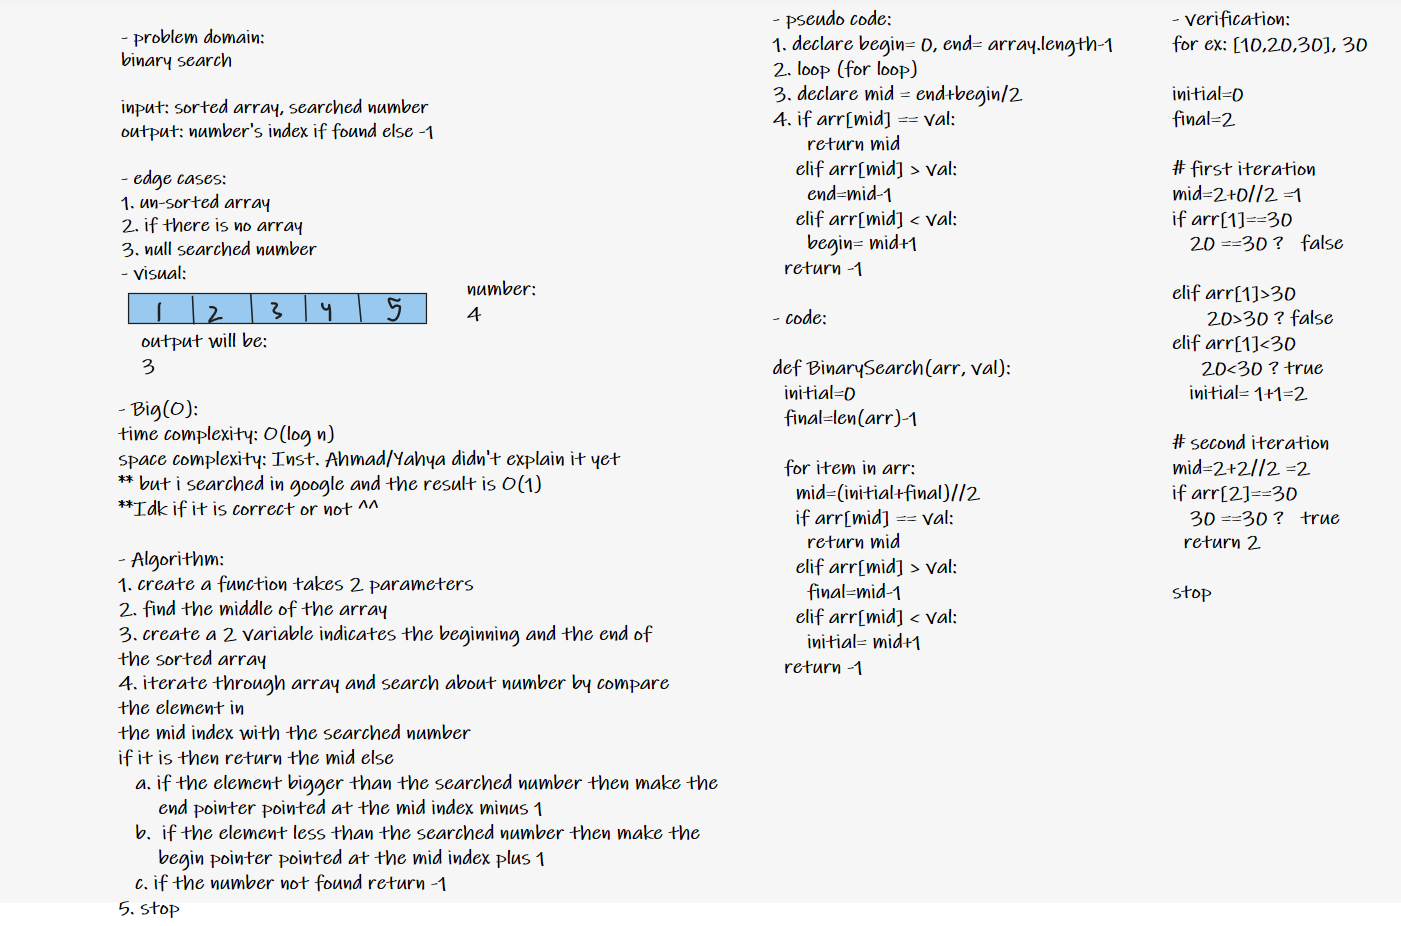 - problem domain:
binary search
input: sorted array, searched number
output: number's index if found else -1
- edge cases:
1. un-sorted array
2. if there is no array
3. null searched number
- visual:
1 2 3 4 5
number:
4
output will be:
3
- Big(O):
time complexity: O(log n)
space complexity: Inst. Ahmad/Yahya didn't explain it yet
** but i searched in google and the result is O(1)
**Idk if it is correct or not ^^
- Algorithm:
1. create a function takes 2 parameters
2. find the middle of the array
3. create a 2 variable indicates the beginning and the end of
the sorted array
4. iterate through array and search about number by compare
the element in
the mid index with the searched number
if it is then return the mid else
a. if the element bigger than the searched number then make the
end pointer pointed at the mid index minus 1
b. if the element less than the searched number then make the
begin pointer pointed at the mid index plus 1
c. if the number not found return -1
5. stop
- pseudo code:
1. declare begin= 0, end= array.length-1
2. loop (for loop)
3. declare mid = end+begin/2
4. if arr[mid] == val:
return mid
elif arr[mid] > val:
end=mid-1
elif arr[mid] < val:
begin= mid+1
return -1
- code:
def BinarySearch(arr, val):
initial=0
final=len(arr)-1
for item in arr:
mid=(initial+final)//2
if arr[mid] == val:
return mid
elif arr[mid] > val:
final=mid-1
elif arr[mid] < val:
initial= mid+1
return -1
- verification:
for ex: [10,20,30], 30
initial=0
final=2
# first iteration
mid=2+0//2 =1
if arr[1]==30
20 ==30 ? false
elif arr[1]>30
20>30 ? false
elif arr[1]<30
20<30 ? true
initial= 1+1=2
# second iteration
mid=2+2//2 =2
if arr[2]==30
30 ==30 ? true
return 2
stop